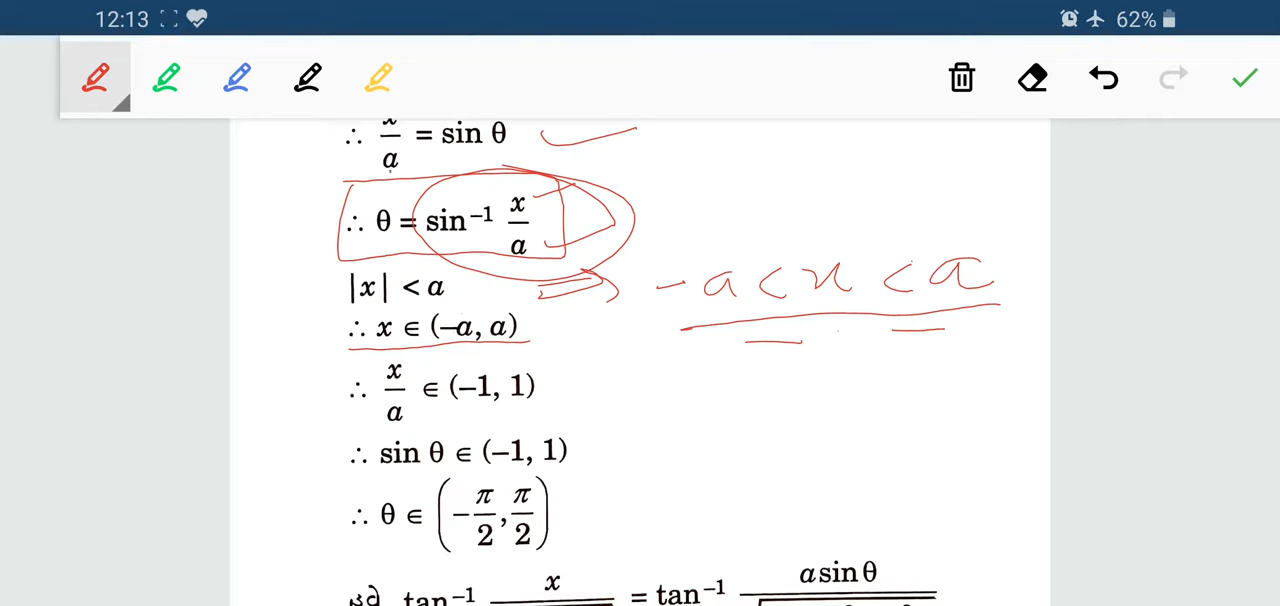 12:13 62%
∴ x/a = sin θ
∴ θ = sin⁻¹ x/a
|x| < a ⇒ -a < x < a
∴ x ∈ (–a, a)
∴ x/a ∈ (–1, 1)
∴ sin θ ∈ (–1, 1)
∴ θ ∈ (–π/2, π/2)
tan⁻¹ x = tan⁻¹ a sin θ